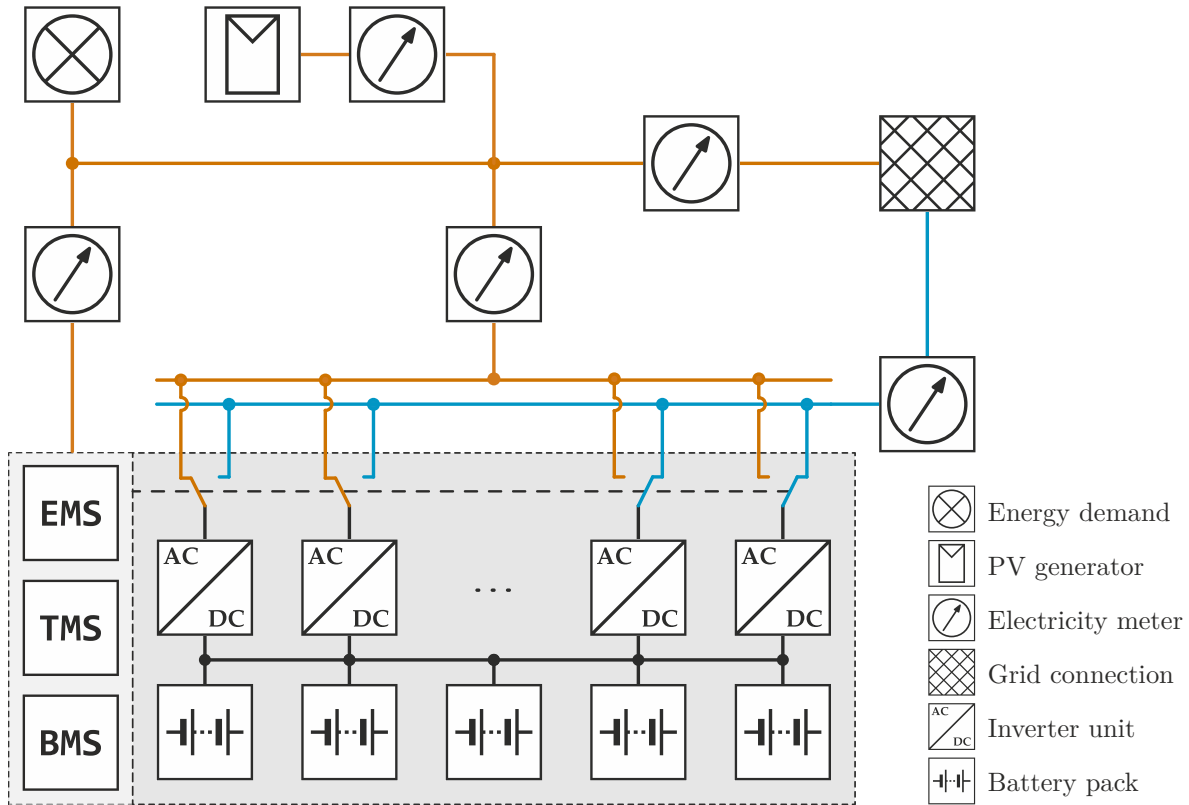 EMS
TMS
BMS
AC
DC
AC
DC
...
AC
DC
AC
DC
Energy demand
PV generator
Electricity meter
Grid connection
AC
DC
Inverter unit
Battery pack